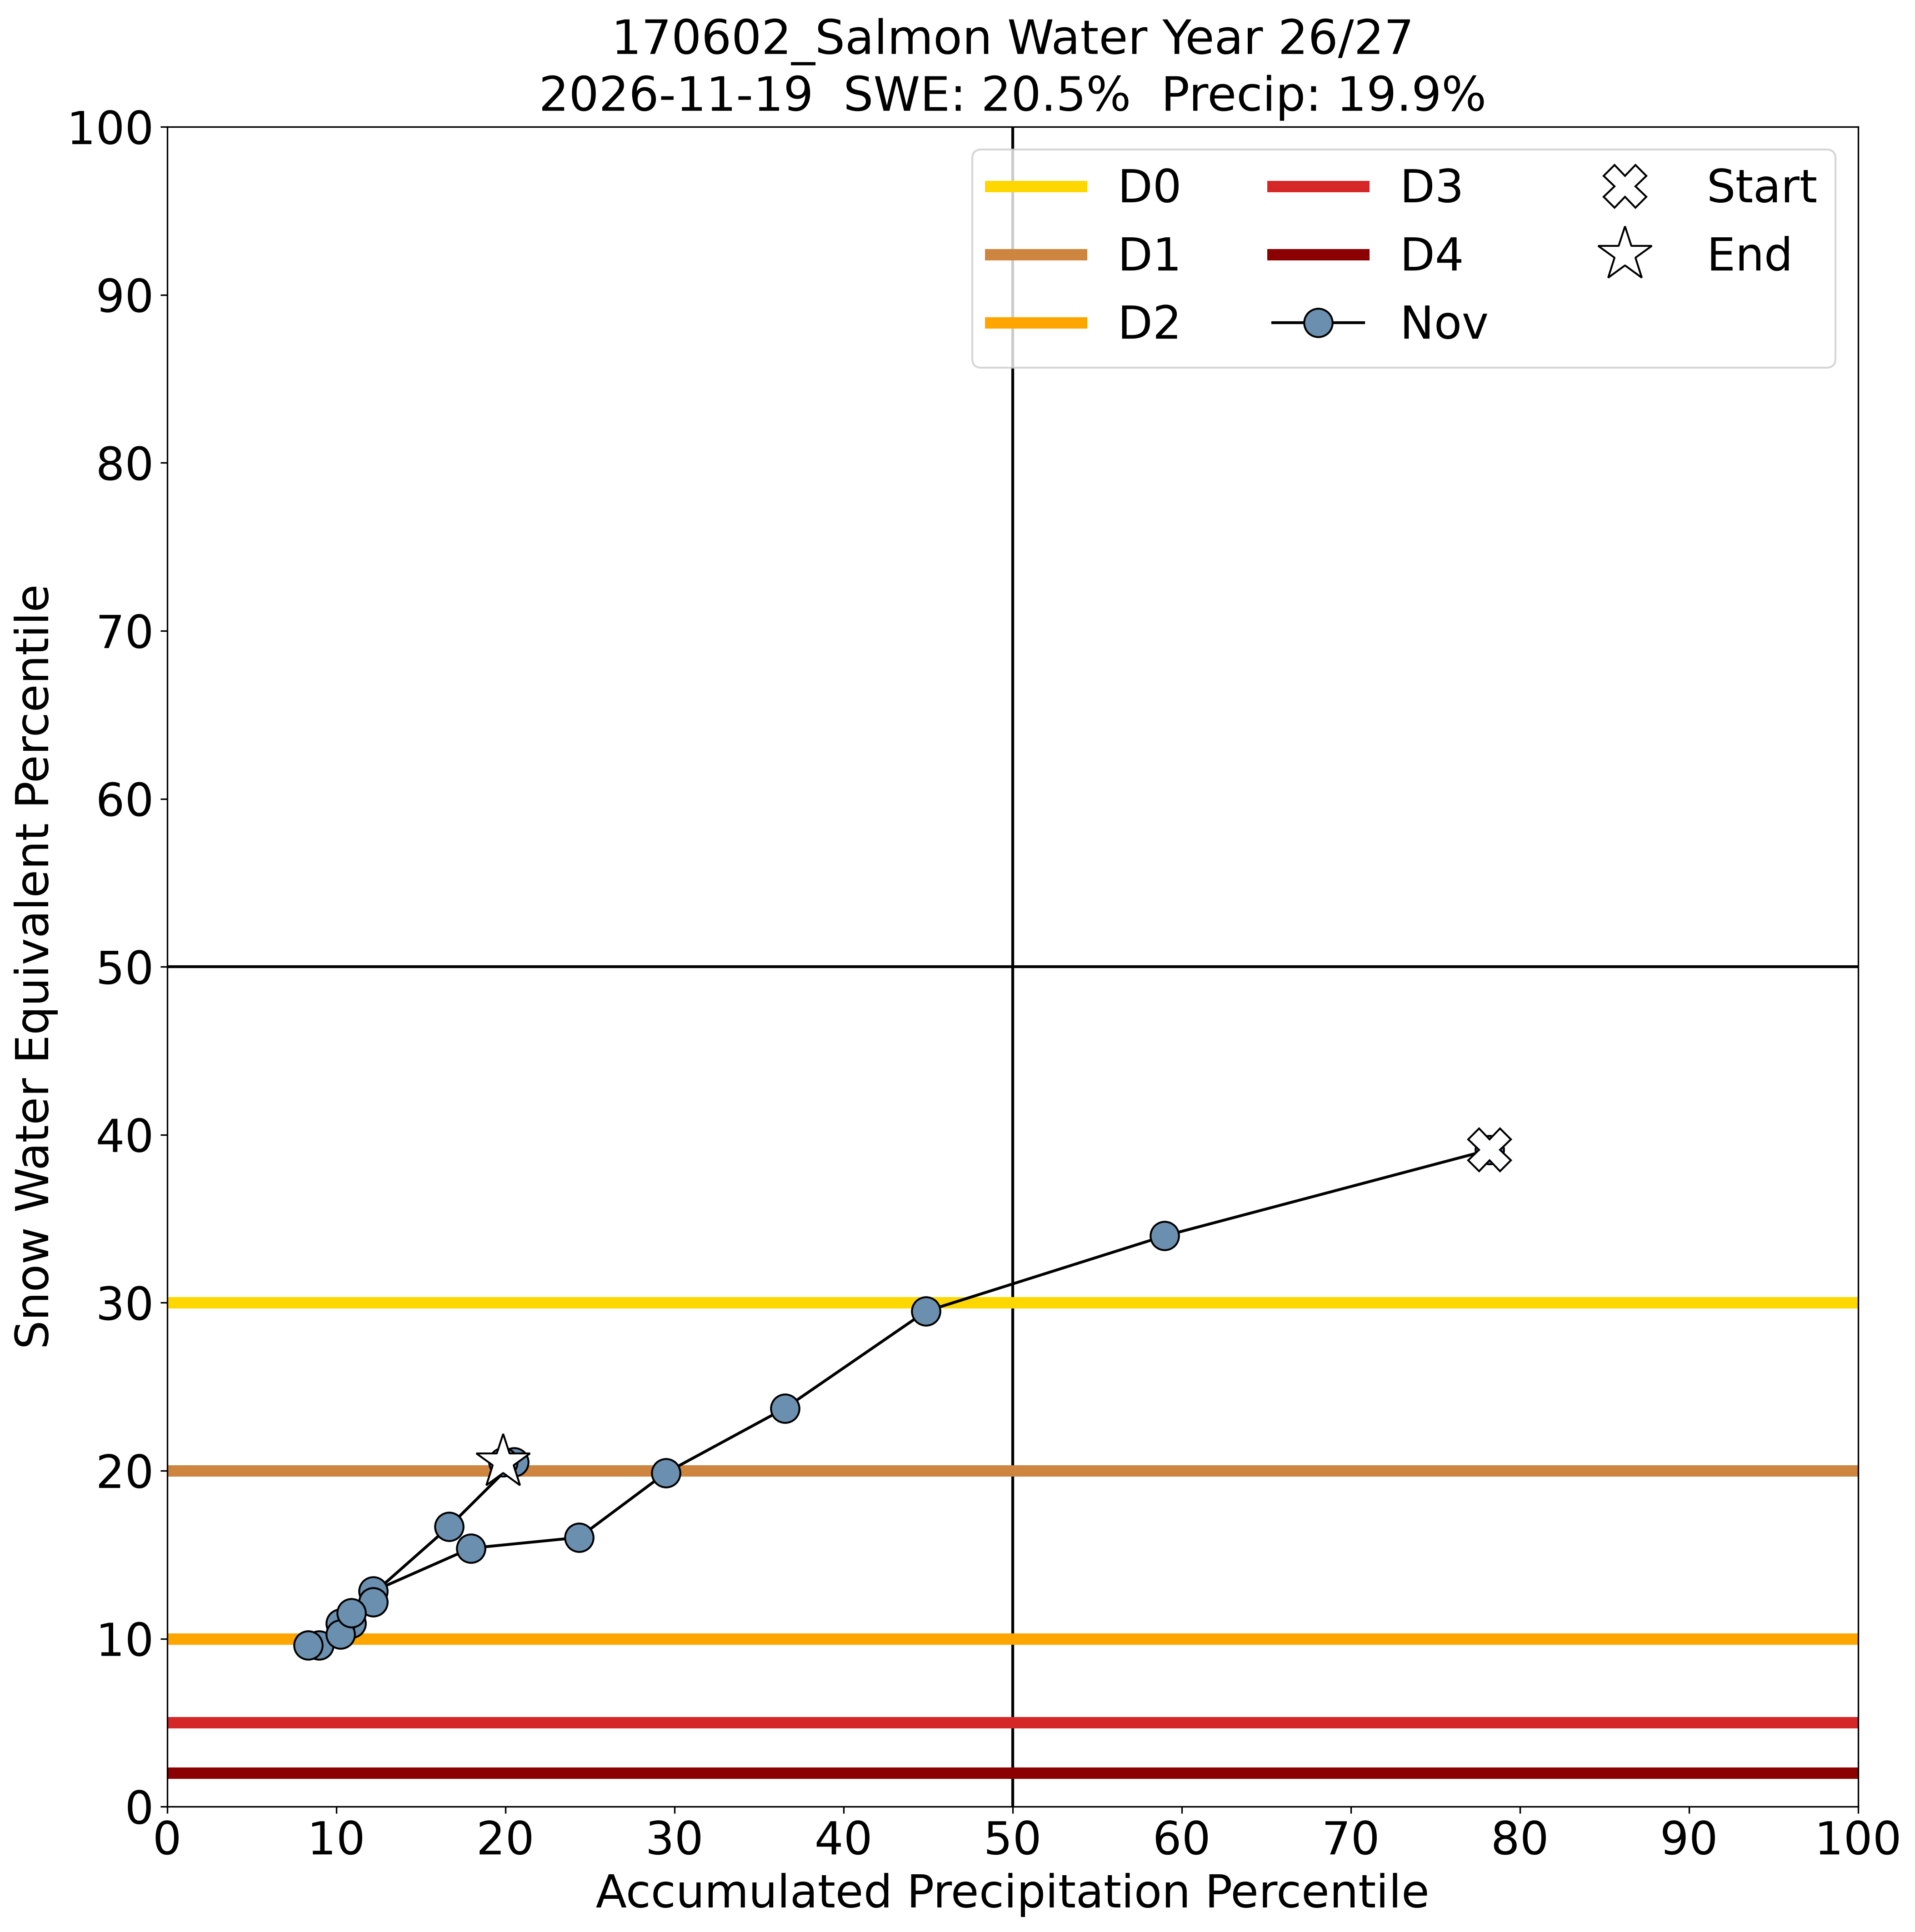 170602_Salmon Water Year 26/27
2026-11-19 SWE: 20.5% Precip: 19.9%
100
90
80
70
60
50
40
30
20
10
0
Snow Water Equivalent Percentile
D0
D1
D2
D3
D4
Nov
Start
End
0 10 20 30 40 50 60 70 80 90 100
Accumulated Precipitation Percentile